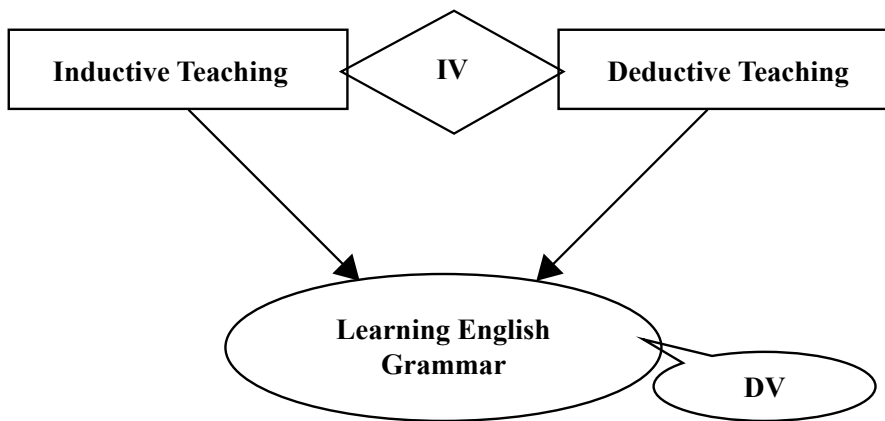 Inductive Teaching
IV
Deductive Teaching
Learning English
Grammar
DV